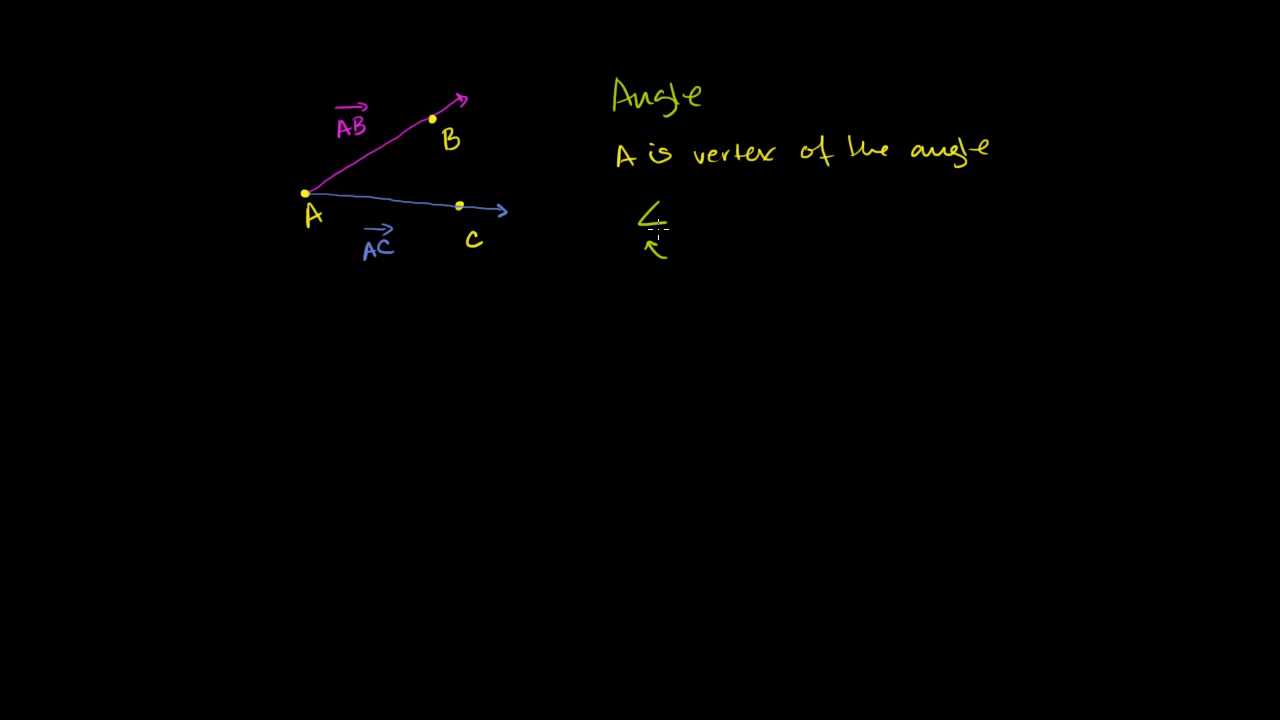 Angle
AB
B
A is vertex of the angle
A
∠
C
AC